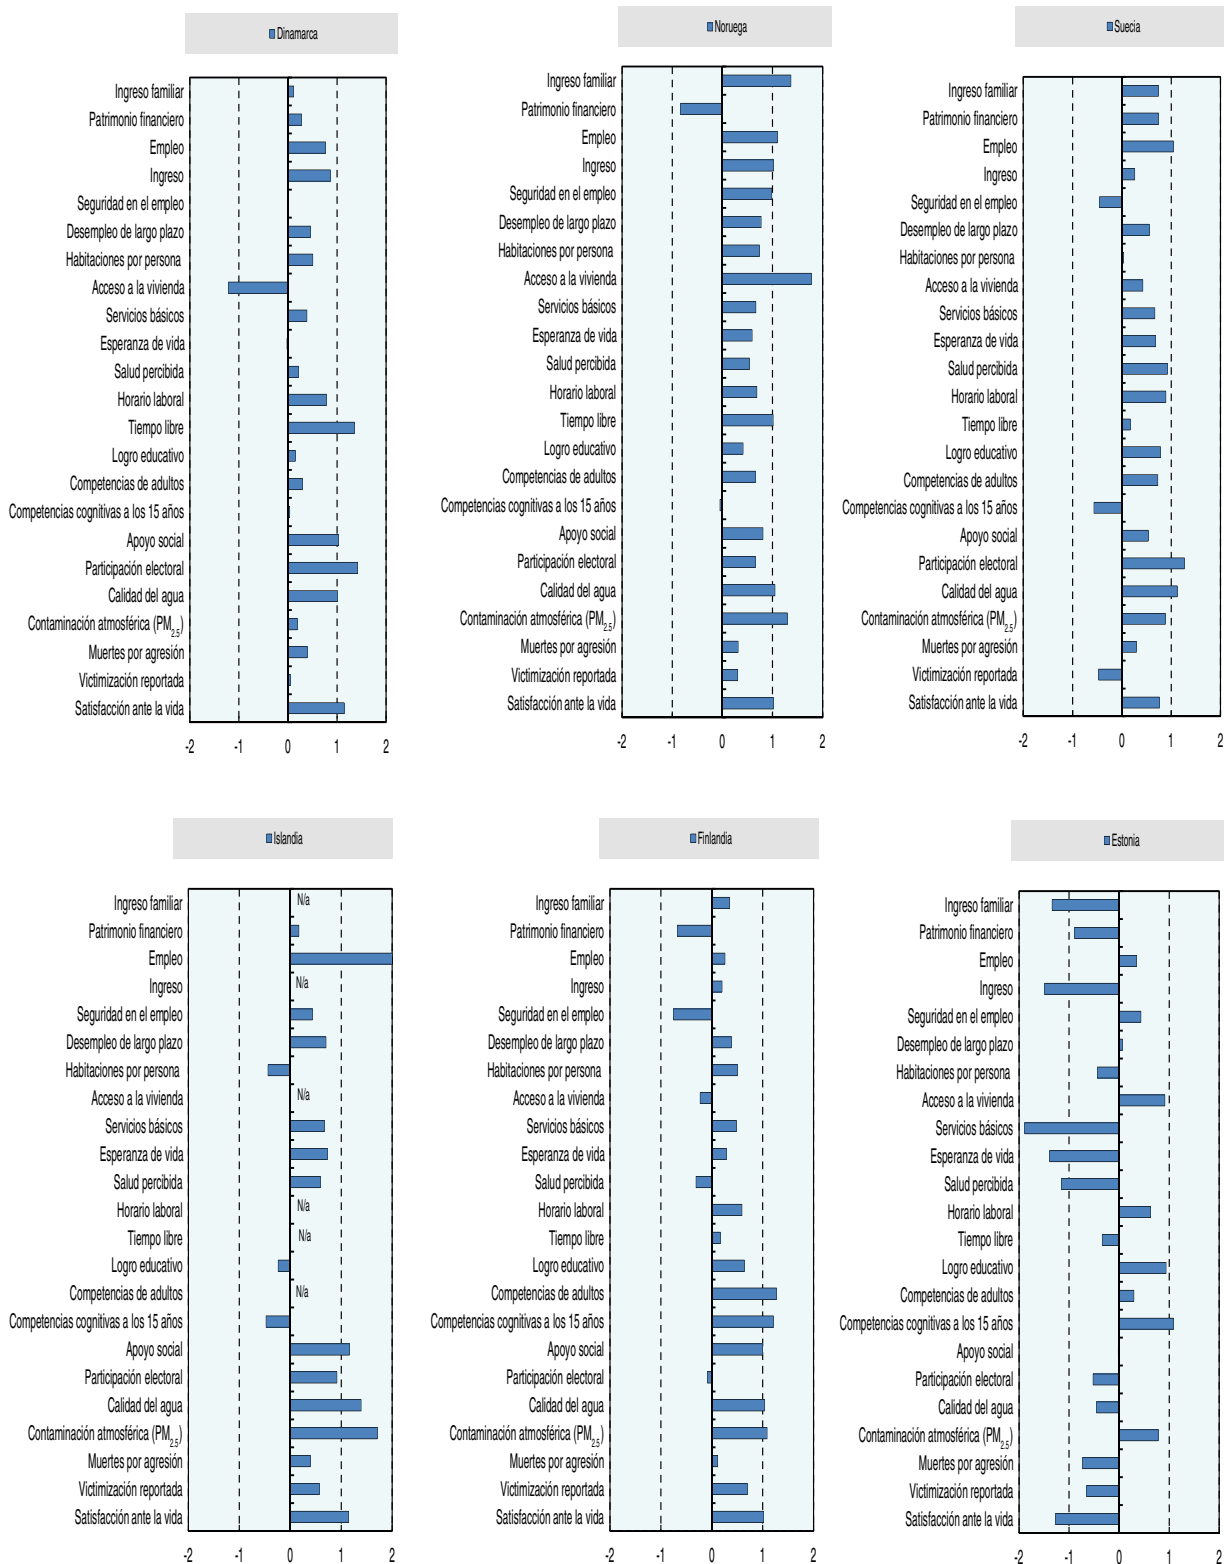 Dinamarca
Ingreso familiar
Patrimonio financiero
Empleo
Ingreso
Seguridad en el empleo
Desempleo de largo plazo
Habitaciones por persona
Acceso a la vivienda
Servicios básicos
Esperanza de vida
Salud percibida
Horario laboral
Tiempo libre
Logro educativo
Competencias de adultos
Competencias cognitivas a los 15 años
Apoyo social
Participación electoral
Calidad del agua
Contaminación atmosférica (PM2.5)
Muertes por agresión
Victimización reportada
Satisfacción ante la vida
-2 -1 0 1 2
Noruega
Ingreso familiar
Patrimonio financiero
Empleo
Ingreso
Seguridad en el empleo
Desempleo de largo plazo
Habitaciones por persona
Acceso a la vivienda
Servicios básicos
Esperanza de vida
Salud percibida
Horario laboral
Tiempo libre
Logro educativo
Competencias de adultos
Competencias cognitivas a los 15 años
Apoyo social
Participación electoral
Calidad del agua
Contaminación atmosférica (PM2.5)
Muertes por agresión
Victimización reportada
Satisfacción ante la vida
-2 -1 0 1 2
Suecia
Ingreso familiar
Patrimonio financiero
Empleo
Ingreso
Seguridad en el empleo
Desempleo de largo plazo
Habitaciones por persona
Acceso a la vivienda
Servicios básicos
Esperanza de vida
Salud percibida
Horario laboral
Tiempo libre
Logro educativo
Competencias de adultos
Competencias cognitivas a los 15 años
Apoyo social
Participación electoral
Calidad del agua
Contaminación atmosférica (PM2.5)
Muertes por agresión
Victimización reportada
Satisfacción ante la vida
-2 -1 0 1 2
Islandia
Ingreso familiar N/a
Patrimonio financiero
Empleo
Ingreso N/a
Seguridad en el empleo
Desempleo de largo plazo
Habitaciones por persona
Acceso a la vivienda N/a
Servicios básicos
Esperanza de vida
Salud percibida
Horario laboral N/a
Tiempo libre N/a
Logro educativo
Competencias de adultos N/a
Competencias cognitivas a los 15 años
Apoyo social
Participación electoral
Calidad del agua
Contaminación atmosférica (PM2.5)
Muertes por agresión
Victimización reportada
Satisfacción ante la vida
-2 -1 0 1 2
Finlandia
Ingreso familiar
Patrimonio financiero
Empleo
Ingreso
Seguridad en el empleo
Desempleo de largo plazo
Habitaciones por persona
Acceso a la vivienda
Servicios básicos
Esperanza de vida
Salud percibida
Horario laboral
Tiempo libre
Logro educativo
Competencias de adultos
Competencias cognitivas a los 15 años
Apoyo social
Participación electoral
Calidad del agua
Contaminación atmosférica (PM2.5)
Muertes por agresión
Victimización reportada
Satisfacción ante la vida
-2 -1 0 1 2
Estonia
Ingreso familiar
Patrimonio financiero
Empleo
Ingreso
Seguridad en el empleo
Desempleo de largo plazo
Habitaciones por persona
Acceso a la vivienda
Servicios básicos
Esperanza de vida
Salud percibida
Horario laboral
Tiempo libre
Logro educativo
Competencias de adultos
Competencias cognitivas a los 15 años
Apoyo social
Participación electoral
Calidad del agua
Contaminación atmosférica (PM2.5)
Muertes por agresión
Victimización reportada
Satisfacción ante la vida
-2 -1 0 1 2